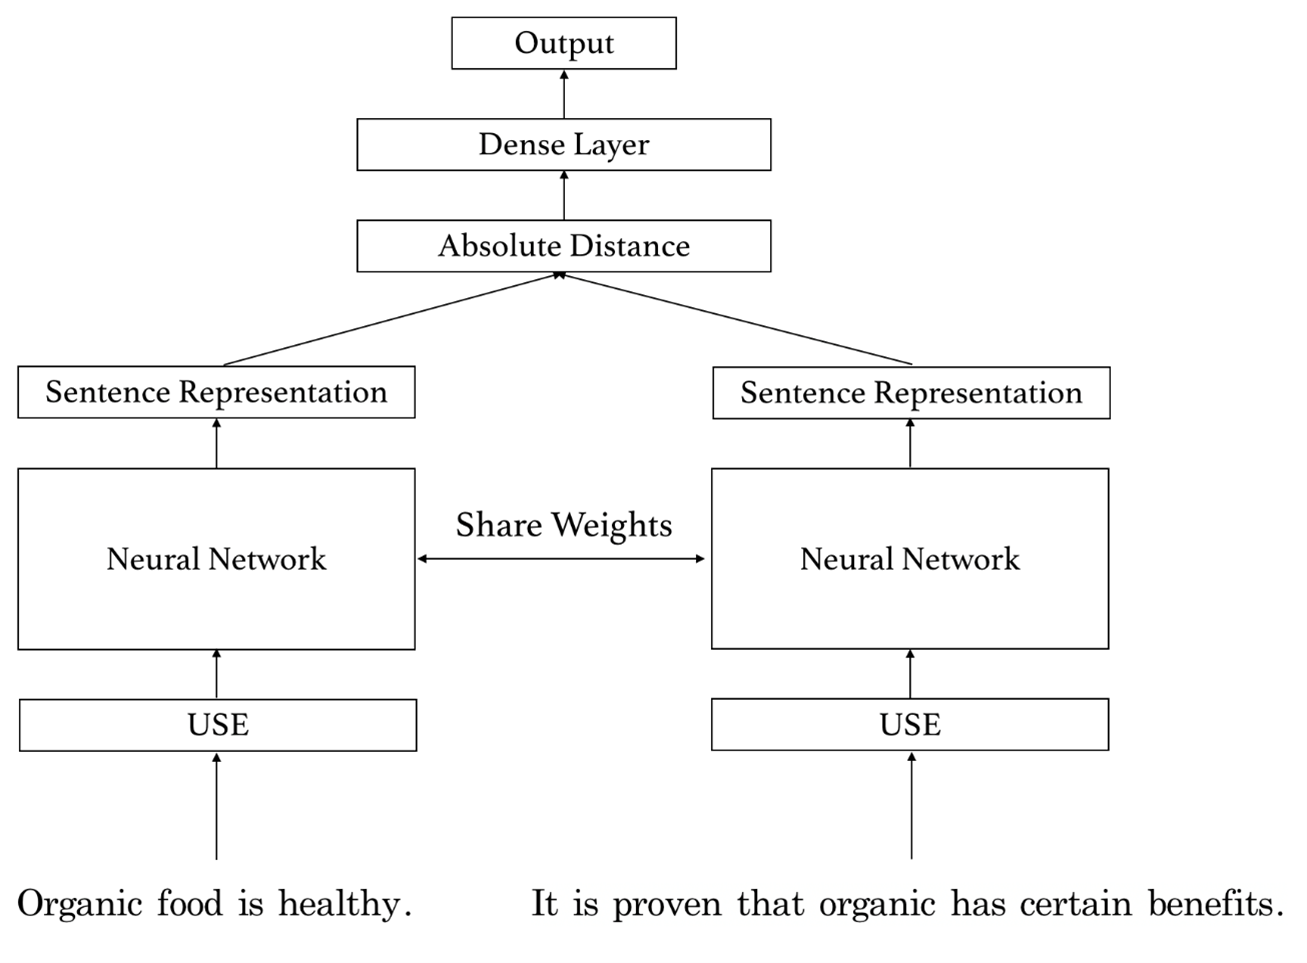 Output
Dense Layer
Absolute Distance
Sentence Representation
Sentence Representation
Share Weights
Neural Network
Neural Network
USE
USE
Organic food is healthy.
It is proven that organic has certain benefits.